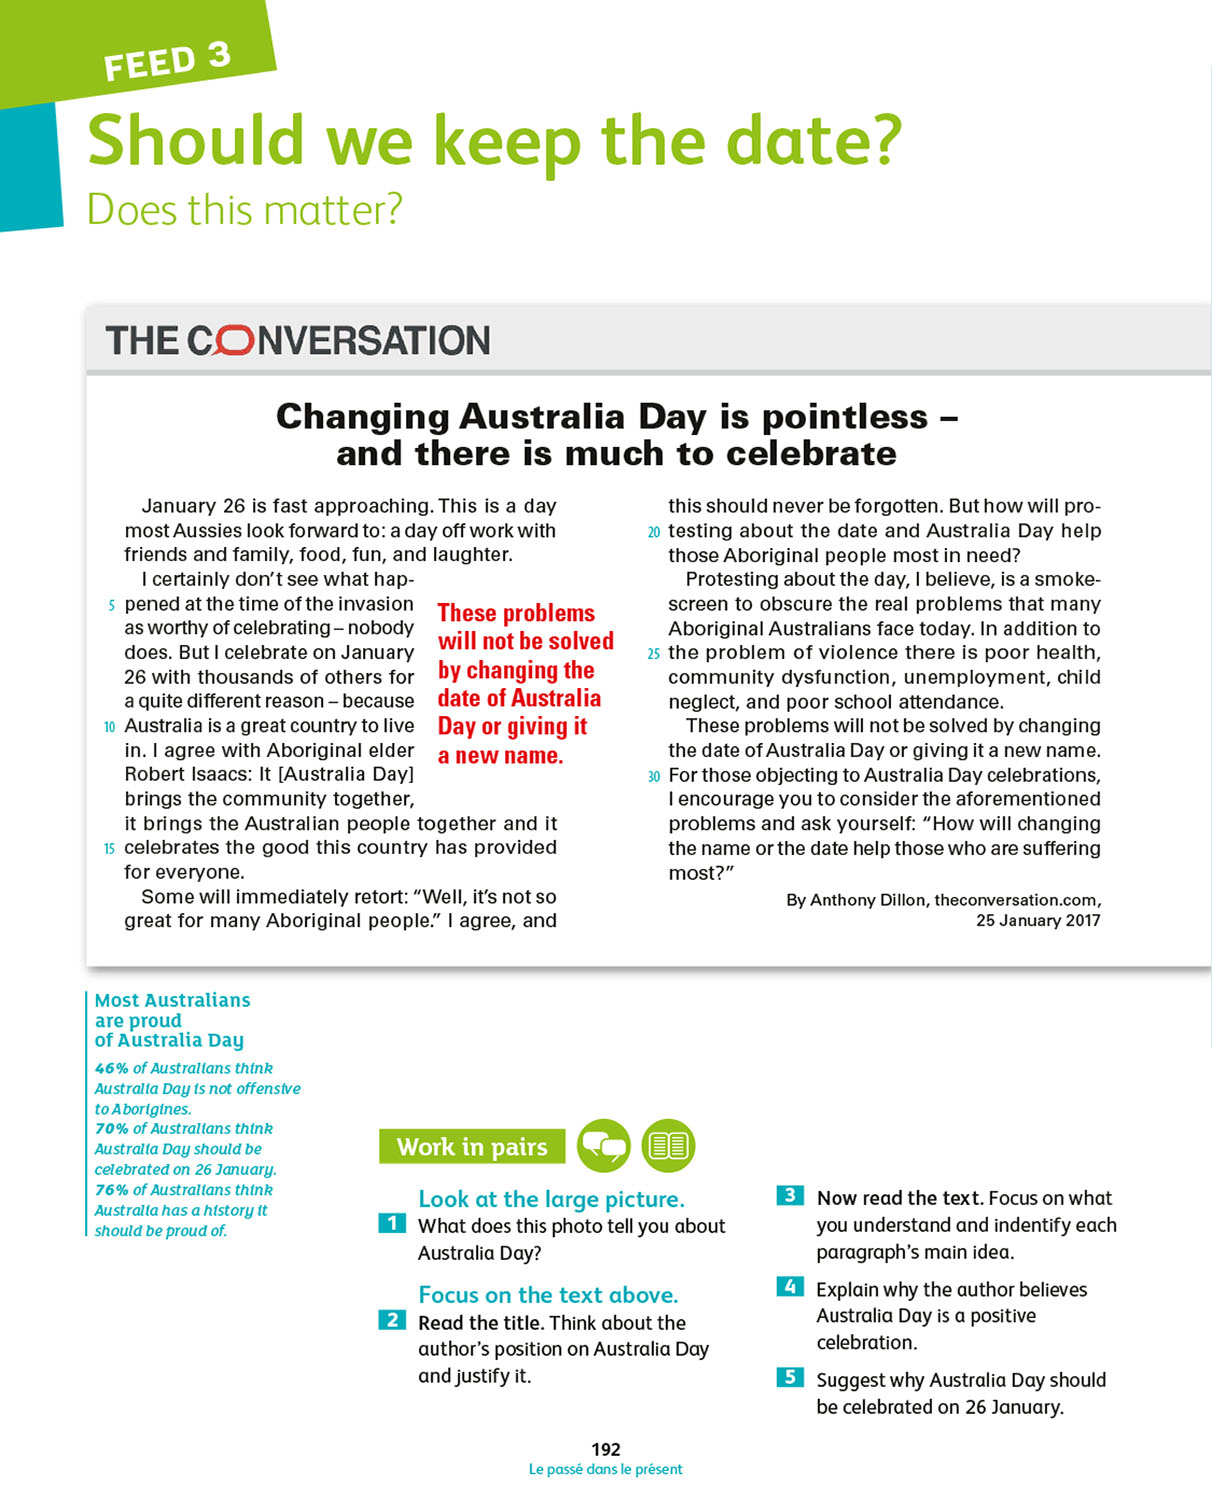 FEED 3
Should we keep the date?
Does this matter?
THE CONVERSATION
Changing Australia Day is pointless –
and there is much to celebrate
January 26 is fast approaching. This is a day
most Aussies look forward to: a day off work with
friends and family, food, fun, and laughter.
I certainly don't see what hap-
5 pened at the time of the invasion
as worthy of celebrating – nobody
does. But I celebrate on January
26 with thousands of others for
a quite different reason – because
10 Australia is a great country to live
in. I agree with Aboriginal elder
Robert Isaacs: It [Australia Day]
brings the community together,
it brings the Australian people together and it
15 celebrates the good this country has provided
for everyone.
Some will immediately retort: “Well, it's not so
great for many Aboriginal people.” I agree, and
These problems
will not be solved
by changing the
date of Australia
Day or giving it
a new name.
this should never be forgotten. But how will pro-
20 testing about the date and Australia Day help
those Aboriginal people most in need?
Protesting about the day, I believe, is a smoke-
screen to obscure the real problems that many
Aboriginal Australians face today. In addition to
25 the problem of violence there is poor health,
community dysfunction, unemployment, child
neglect, and poor school attendance.
These problems will not be solved by changing
the date of Australia Day or giving it a new name.
30 For those objecting to Australia Day celebrations,
I encourage you to consider the aforementioned
problems and ask yourself: “How will changing
the name or the date help those who are suffering
most?”
By Anthony Dillon, theconversation.com,
25 January 2017
Most Australians
are proud
of Australia Day
46% of Australians think
Australia Day is not offensive
to Aborigines.
70% of Australians think
Australia Day should be
celebrated on 26 January.
76% of Australians think
Australia has a history it
should be proud of.
Work in pairs
Look at the large picture.
1 What does this photo tell you about
Australia Day?
Focus on the text above.
2 Read the title. Think about the
author's position on Australia Day
and justify it.
3 Now read the text. Focus on what
you understand and indentify each
paragraph's main idea.
4 Explain why the author believes
Australia Day is a positive
celebration.
5 Suggest why Australia Day should
be celebrated on 26 January.
192
Le passé dans le présent